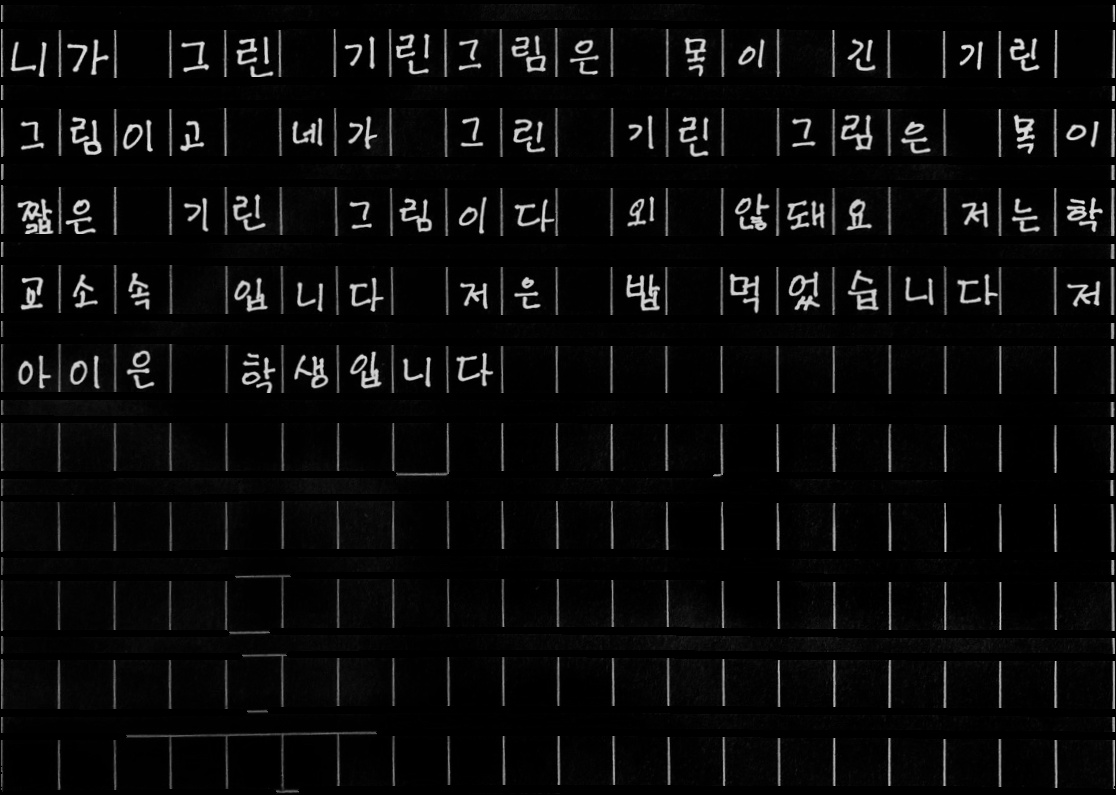 니가 그린 기린그림은 목이 긴 기린
그림이고 네가 그린 기린 그림은 목이
짧은 기린 그림이다 외 않돼요 저는학
교소속 입니다 저은 밥 먹었습니다 저
아이은 학생입니다